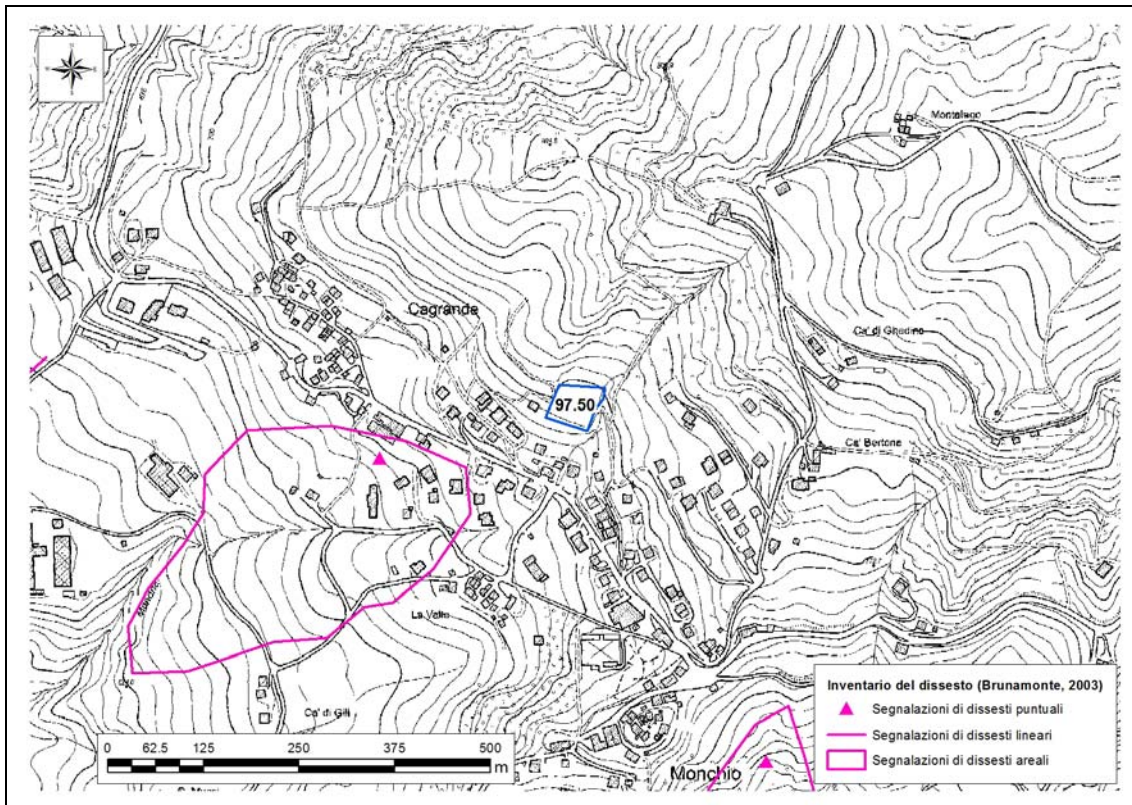 Montelago
Cagrande
Ca' di Ghedino
97.50
Ca' Bertone
La Valle
Ca' di Gilli
Monchio
Inventario del dissesto (Brunamonte, 2003)
Segnalazioni di dissesti puntuali
Segnalazioni di dissesti lineari
Segnalazioni di dissesti areali
0 62.5 125 250 375 500
m